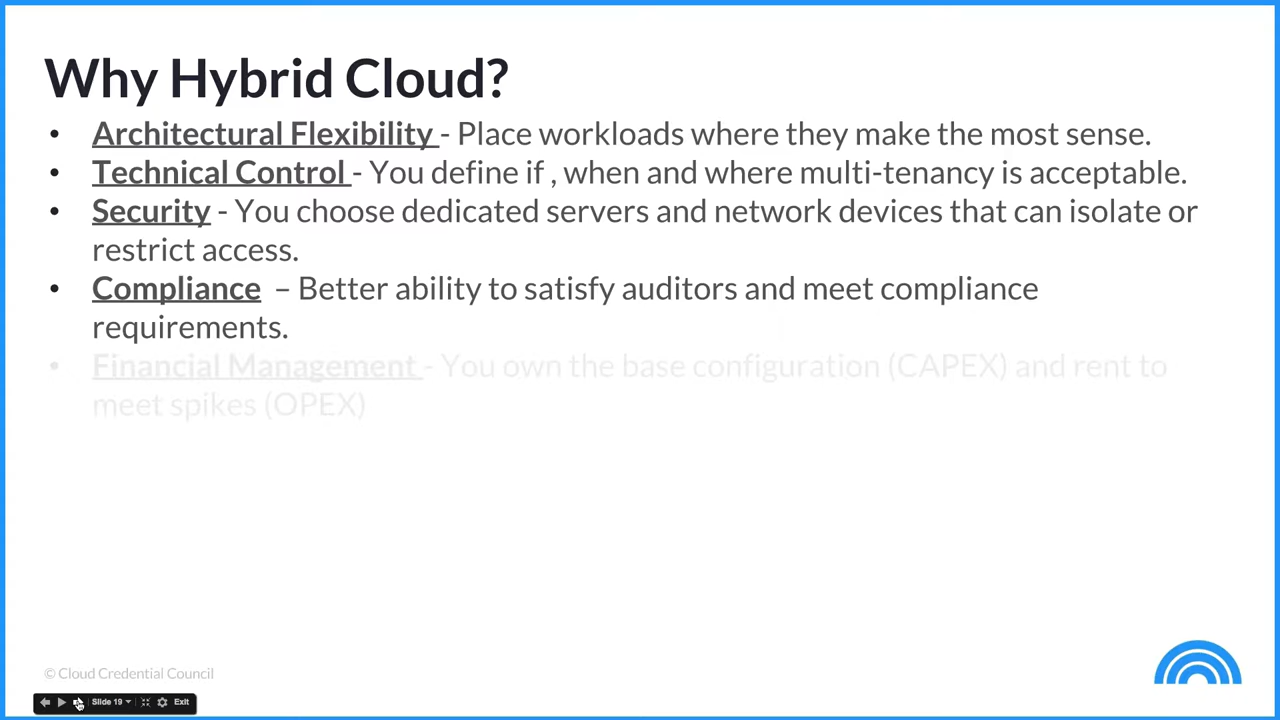 Why Hybrid Cloud?
• Architectural Flexibility - Place workloads where they make the most sense.
• Technical Control - You define if , when and where multi-tenancy is acceptable.
• Security - You choose dedicated servers and network devices that can isolate or
restrict access.
• Compliance – Better ability to satisfy auditors and meet compliance
requirements.
• Financial Management - You own the base configuration (CAPEX) and rent to
meet spikes (OPEX)
© Cloud Credential Council
Slide 19 Exit